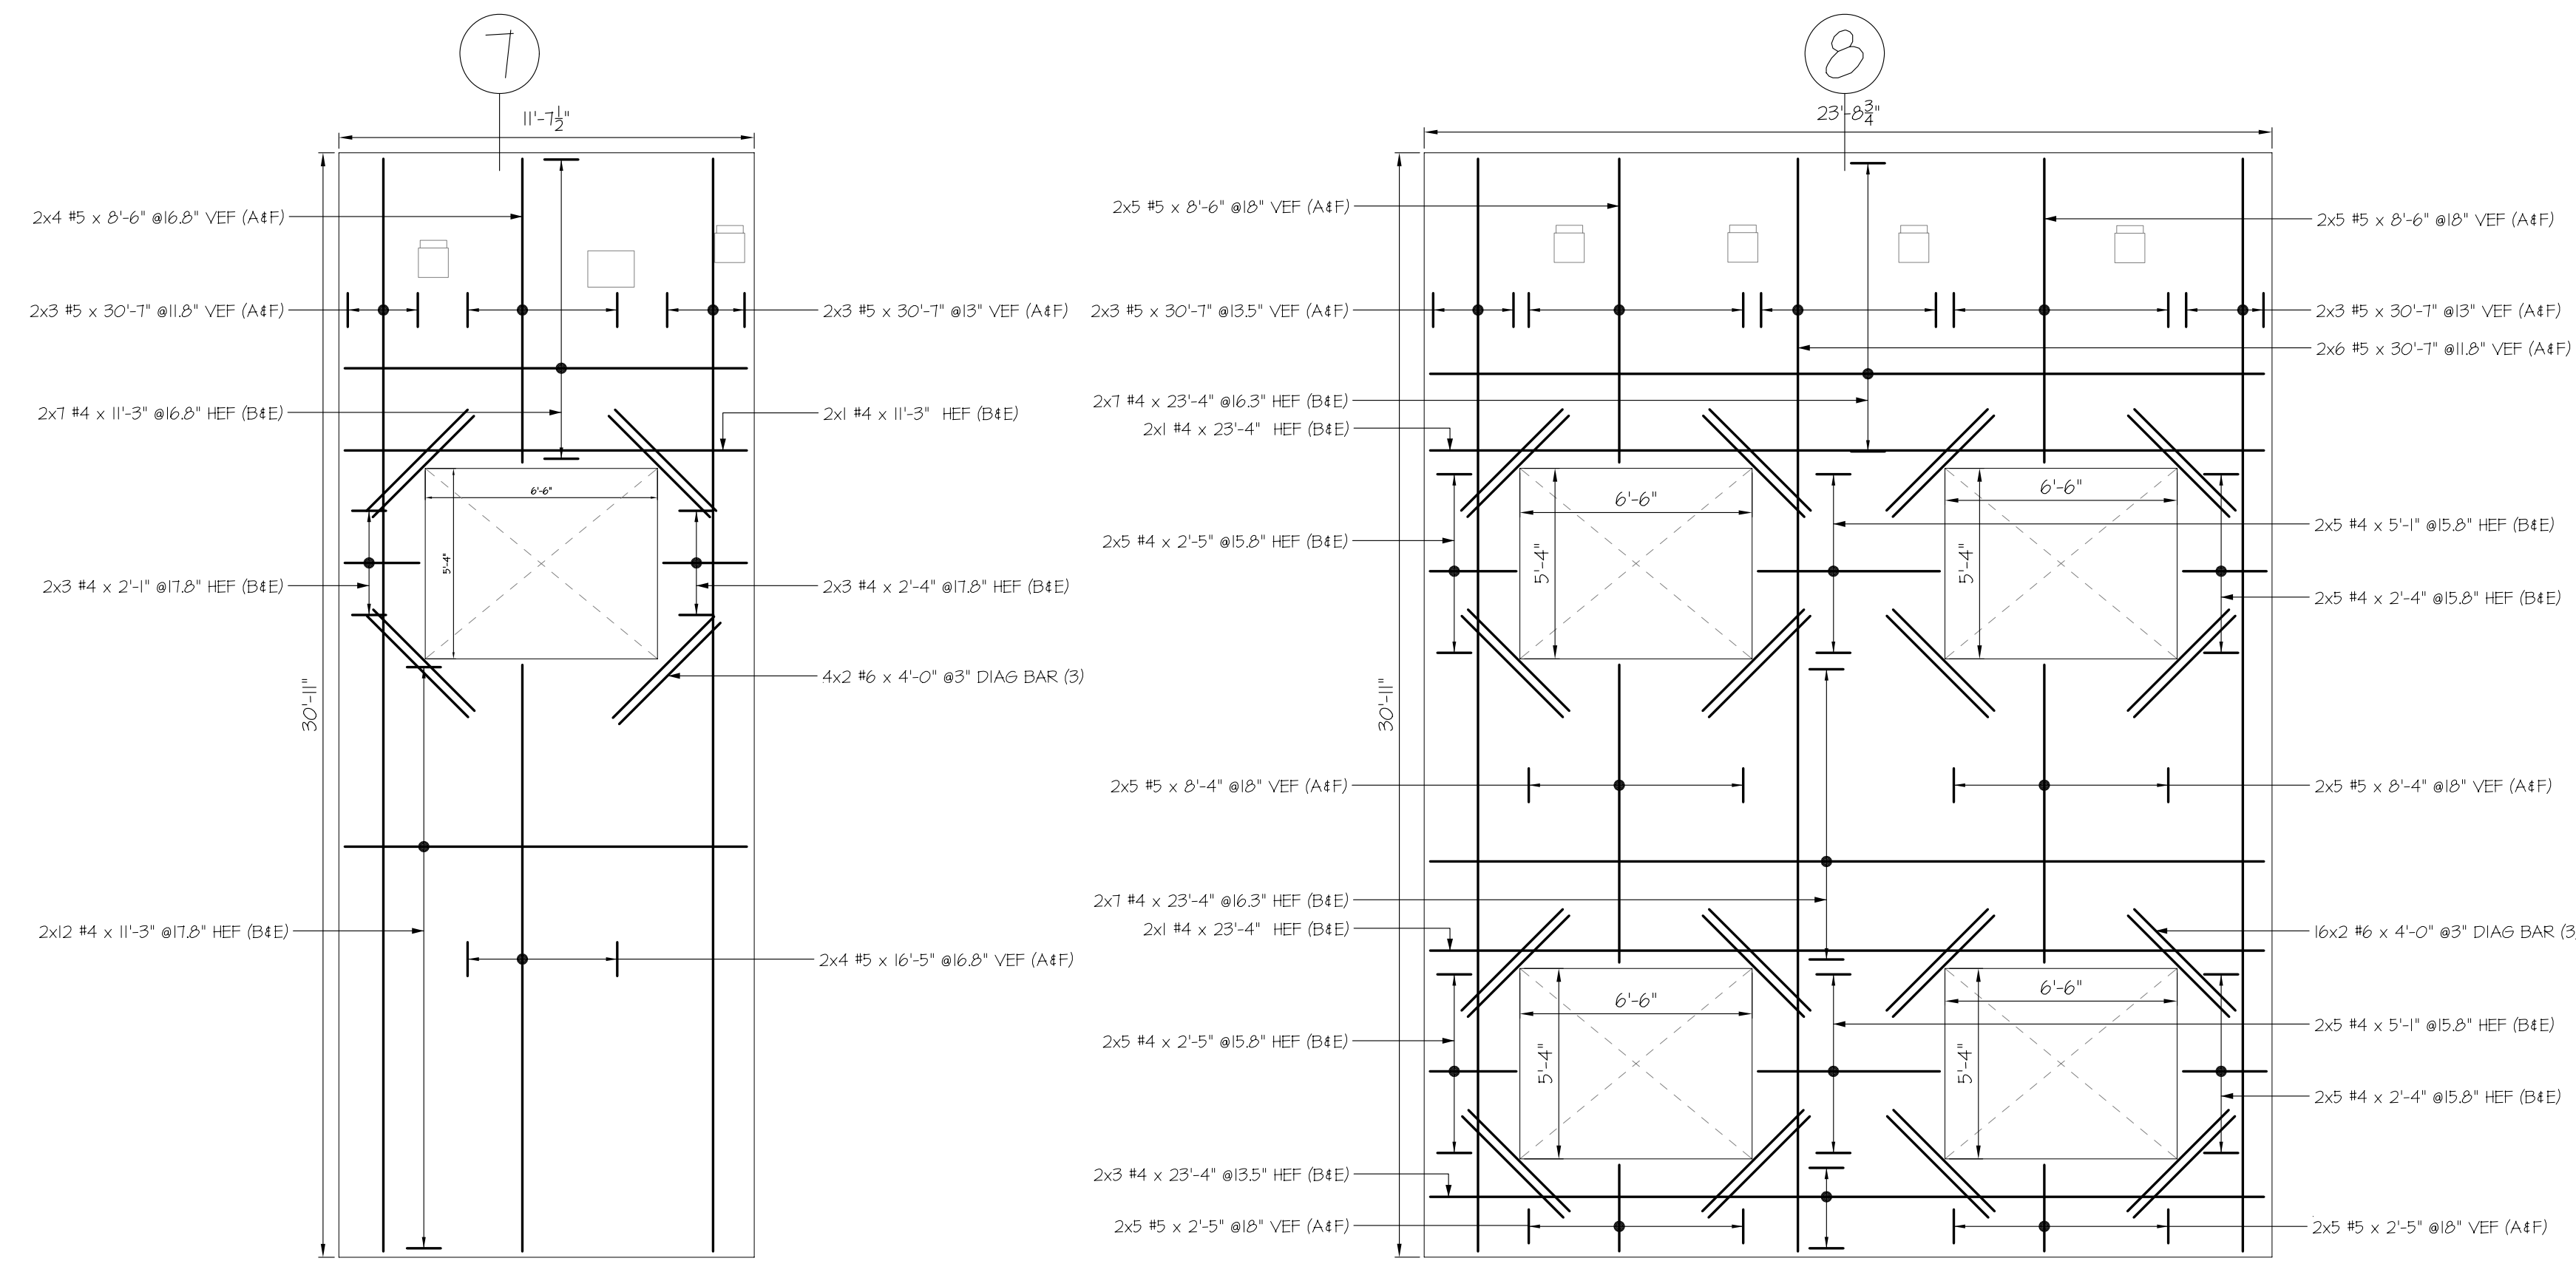 7
11'-7 1/2"
2x4 #5 x 8'-6" @16.8" VEF (A&F)
2x3 #5 x 30'-7" @11.8" VEF (A&F)
2x3 #5 x 30'-7" @13" VEF (A&F)
2x7 #4 x 11'-3" @16.8" HEF (B&E)
2x1 #4 x 11'-3" HEF (B&E)
6'-6"
5'-4"
2x3 #4 x 2'-1" @17.8" HEF (B&E)
2x3 #4 x 2'-4" @17.8" HEF (B&E)
4x2 #6 x 4'-0" @3" DIAG BAR (3)
30'-11"
2x12 #4 x 11'-3" @17.8" HEF (B&E)
2x4 #5 x 16'-5" @16.8" VEF (A&F)
8
23'-8 3/4"
2x5 #5 x 8'-6" @18" VEF (A&F)
2x5 #5 x 8'-6" @18" VEF (A&F)
2x3 #5 x 30'-7" @13.5" VEF (A&F)
2x3 #5 x 30'-7" @13" VEF (A&F)
2x6 #5 x 30'-7" @11.8" VEF (A&F)
2x7 #4 x 23'-4" @16.3" HEF (B&E)
2x1 #4 x 23'-4" HEF (B&E)
6'-6"
6'-6"
5'-4"
5'-4"
2x5 #4 x 5'-1" @15.8" HEF (B&E)
2x5 #4 x 2'-5" @15.8" HEF (B&E)
2x5 #4 x 2'-4" @15.8" HEF (B&E)
30'-11"
2x5 #5 x 8'-4" @18" VEF (A&F)
2x5 #5 x 8'-4" @18" VEF (A&F)
2x7 #4 x 23'-4" @16.3" HEF (B&E)
2x1 #4 x 23'-4" HEF (B&E)
16x2 #6 x 4'-0" @3" DIAG BAR (3
6'-6"
6'-6"
5'-4"
5'-4"
2x5 #4 x 5'-1" @15.8" HEF (B&E)
2x5 #4 x 2'-5" @15.8" HEF (B&E)
2x5 #4 x 2'-4" @15.8" HEF (B&E)
2x3 #4 x 23'-4" @13.5" HEF (B&E)
2x5 #5 x 2'-5" @18" VEF (A&F)
2x5 #5 x 2'-5" @18" VEF (A&F)